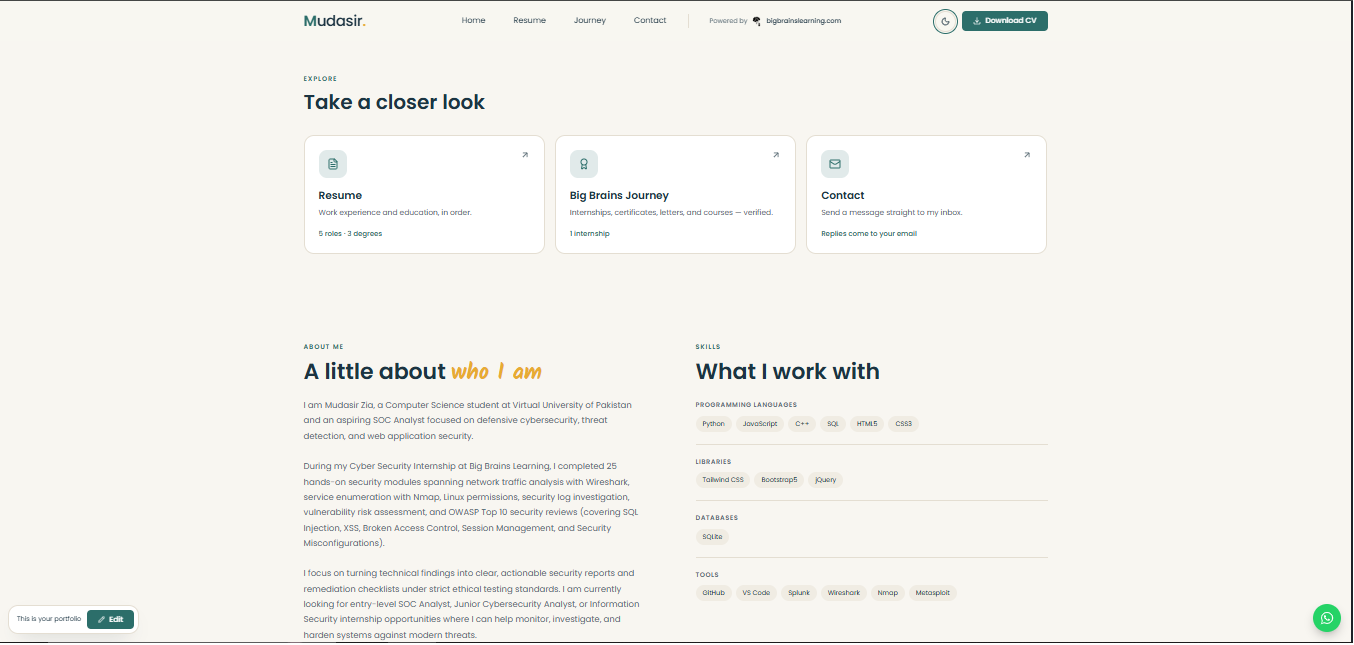 Mudasir.
Home Resume Journey Contact Powered by bigbrainslearning.com Download CV
EXPLORE
Take a closer look
Resume
Work experience and education, in order.
5 roles · 3 degrees
Big Brains Journey
Internships, certificates, letters, and courses — verified.
1 internship
Contact
Send a message straight to my inbox.
Replies come to your email
ABOUT ME
A little about who I am
I am Mudasir Zia, a Computer Science student at Virtual University of Pakistan
and an aspiring SOC Analyst focused on defensive cybersecurity, threat
detection, and web application security.
During my Cyber Security Internship at Big Brains Learning, I completed 25
hands-on security modules spanning network traffic analysis with Wireshark,
service enumeration with Nmap, Linux permissions, security log investigation,
vulnerability risk assessment, and OWASP Top 10 security reviews (covering SQL
Injection, XSS, Broken Access Control, Session Management, and Security
Misconfigurations).
I focus on turning technical findings into clear, actionable security reports and
remediation checklists under strict ethical testing standards. I am currently
looking for entry-level SOC Analyst, Junior Cybersecurity Analyst, or Information
Security internship opportunities where I can help monitor, investigate, and
harden systems against modern threats.
SKILLS
What I work with
PROGRAMMING LANGUAGES
Python JavaScript C++ SQL HTML5 CSS3
LIBRARIES
Tailwind CSS Bootstrap5 jQuery
DATABASES
SQLite
TOOLS
GitHub VS Code Splunk Wireshark Nmap Metasploit
This is your portfolio Edit